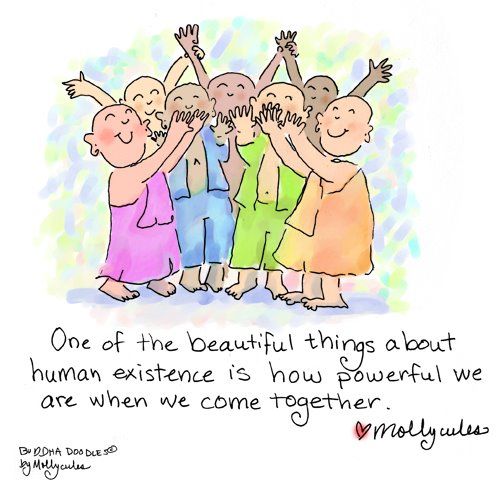 One of the beautiful things about
human existence is how powerful we
are when we come together.
❤mollycules
BUDDHA DOODLES©
by Mollycules